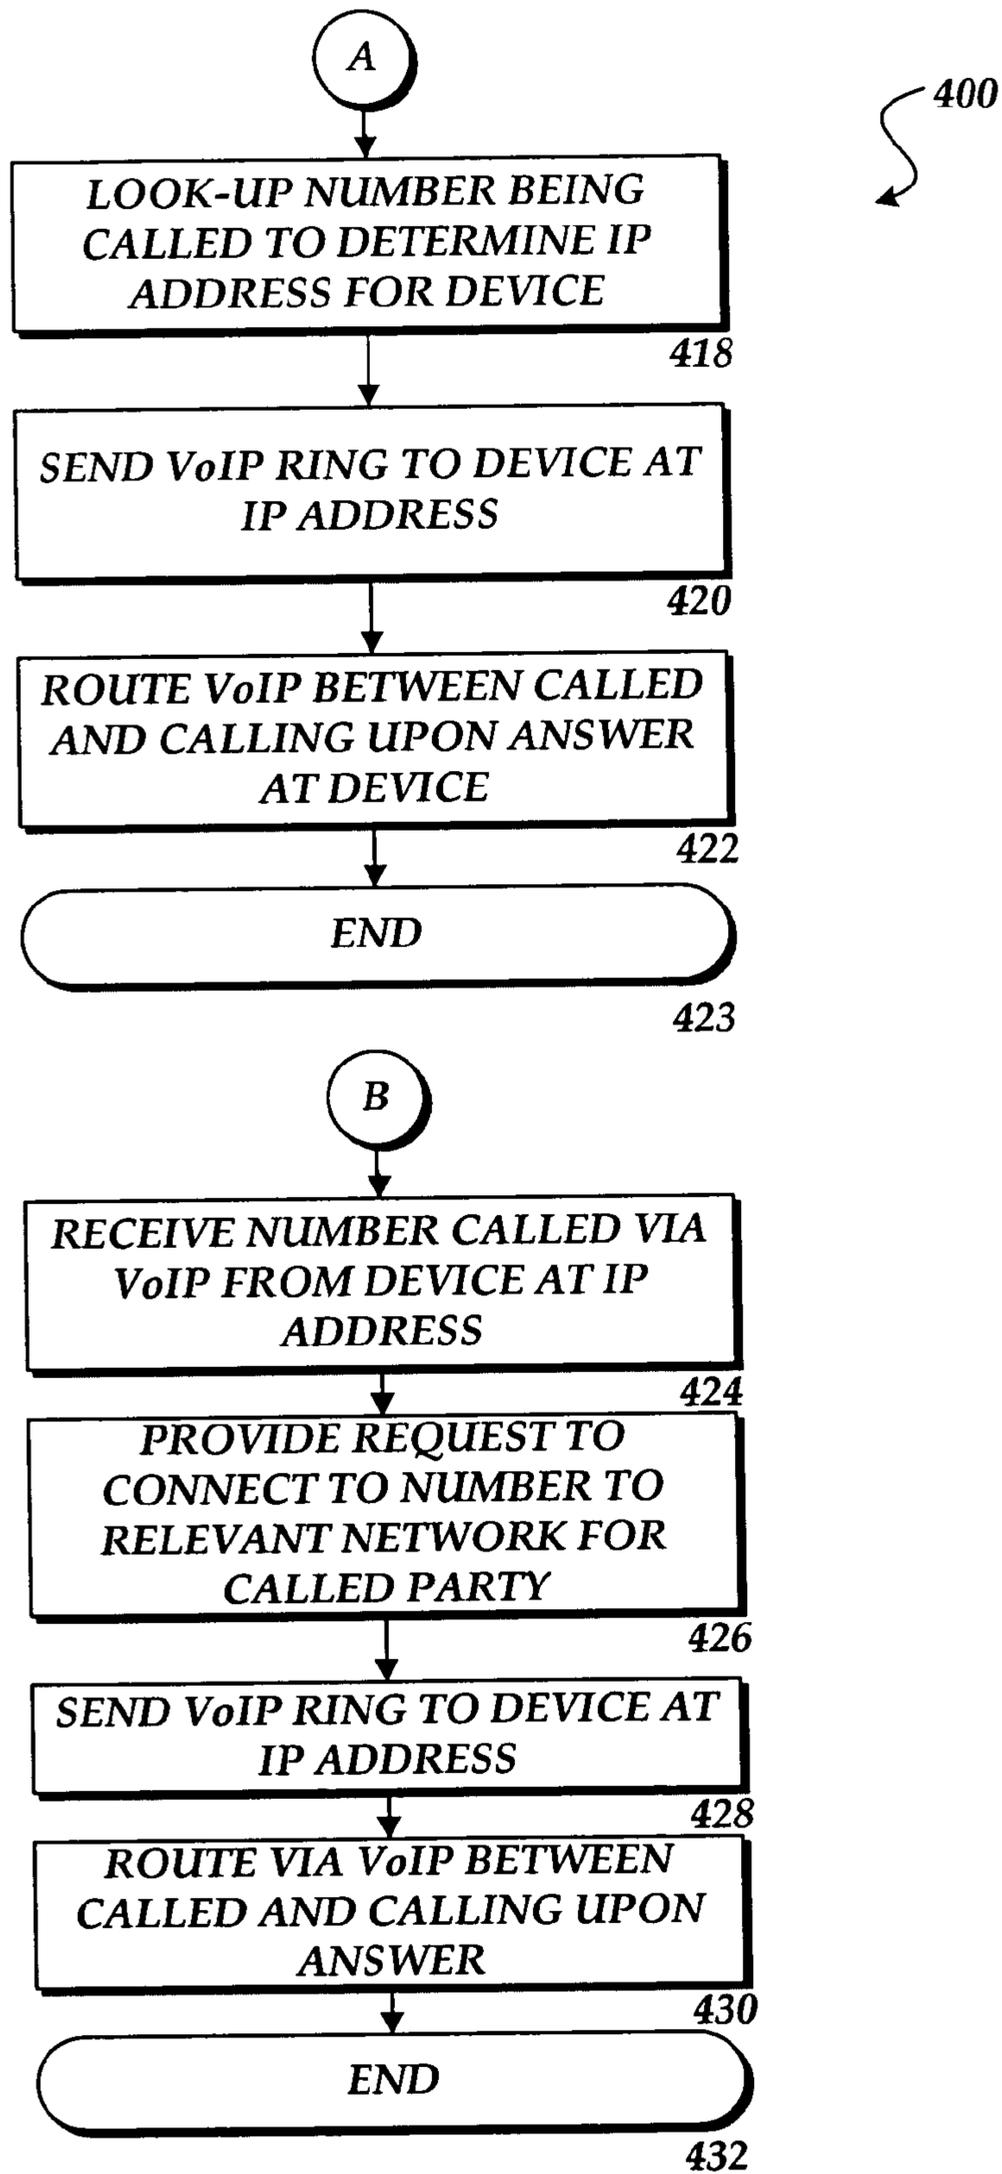 A
400
LOOK-UP NUMBER BEING
CALLED TO DETERMINE IP
ADDRESS FOR DEVICE
418
SEND VoIP RING TO DEVICE AT
IP ADDRESS
420
ROUTE VoIP BETWEEN CALLED
AND CALLING UPON ANSWER
AT DEVICE
422
END
423
B
RECEIVE NUMBER CALLED VIA
VoIP FROM DEVICE AT IP
ADDRESS
424
PROVIDE REQUEST TO
CONNECT TO NUMBER TO
RELEVANT NETWORK FOR
CALLED PARTY
426
SEND VoIP RING TO DEVICE AT
IP ADDRESS
428
ROUTE VIA VoIP BETWEEN
CALLED AND CALLING UPON
ANSWER
430
END
432